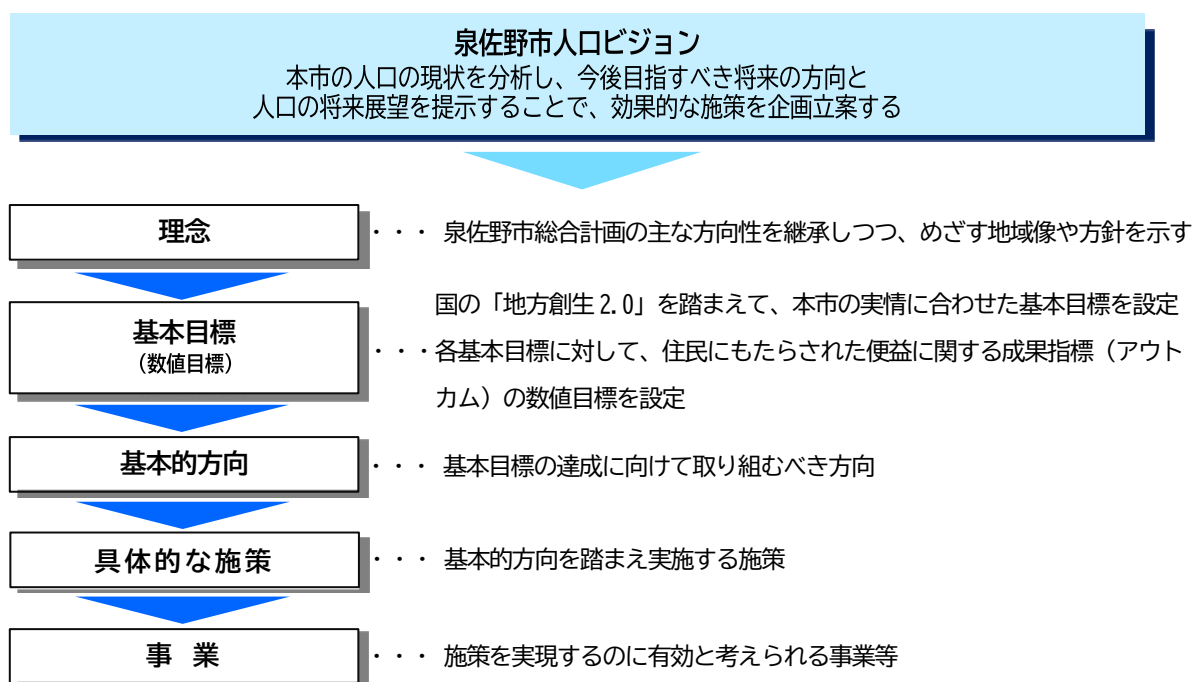 泉佐野市人口ビジョン
本市の人口の現状を分析し、今後目指すべき将来の方向と
人口の将来展望を提示することで、効果的な施策を企画立案する
理念
・・・ 泉佐野市総合計画の主な方向性を継承しつつ、めざす地域像や方針を示す
基本目標
（数値目標）
国の「地方創生 2.0」を踏まえて、本市の実情に合わせた基本目標を設定
・・・各基本目標に対して、住民にもたらされた便益に関する成果指標（アウト
カム）の数値目標を設定
基本的方向
・・・ 基本目標の達成に向けて取り組むべき方向
具体的な施策
・・・ 基本的方向を踏まえ実施する施策
事 業
・・・ 施策を実現するのに有効と考えられる事業等